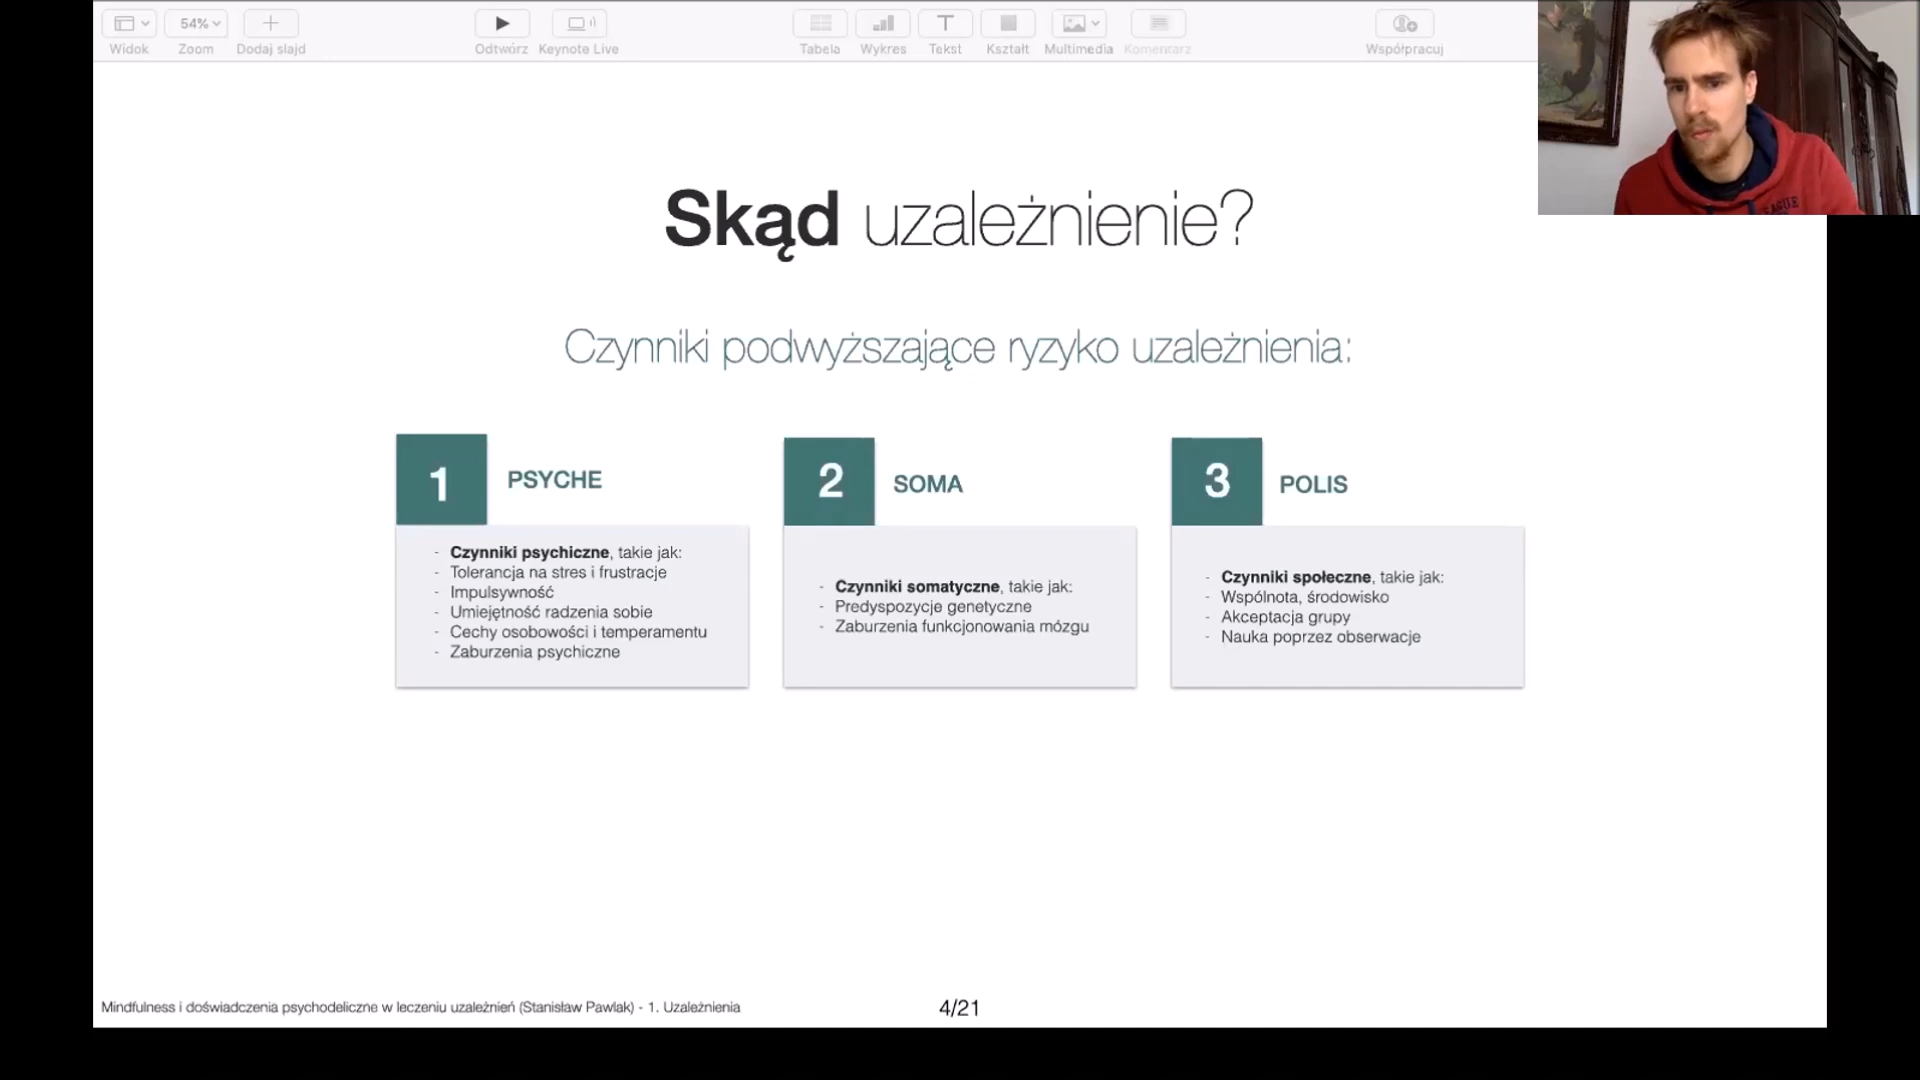 54%
Widok
Zoom
Dodaj slajd
Odtwórz
Keynote Live
Tabela
Wykres
Tekst
Kształt
Multimedia
Komentarz
Współpracuj
Skąd uzależnienie?
Czynniki podwyższające ryzyko uzależnienia:
1
PSYCHE
- Czynniki psychiczne, takie jak:
- Tolerancja na stres i frustracje
- Impulsywność
- Umiejętność radzenia sobie
- Cechy osobowości i temperamentu
- Zaburzenia psychiczne
2
SOMA
- Czynniki somatyczne, takie jak:
- Predyspozycje genetyczne
- Zaburzenia funkcjonowania mózgu
3
POLIS
- Czynniki społeczne, takie jak:
- Wspólnota, środowisko
- Akceptacja grupy
- Nauka poprzez obserwacje
Mindfulness i doświadczenia psychodeliczne w leczeniu uzależnień (Stanisław Pawlak) - 1. Uzależnienia
4/21